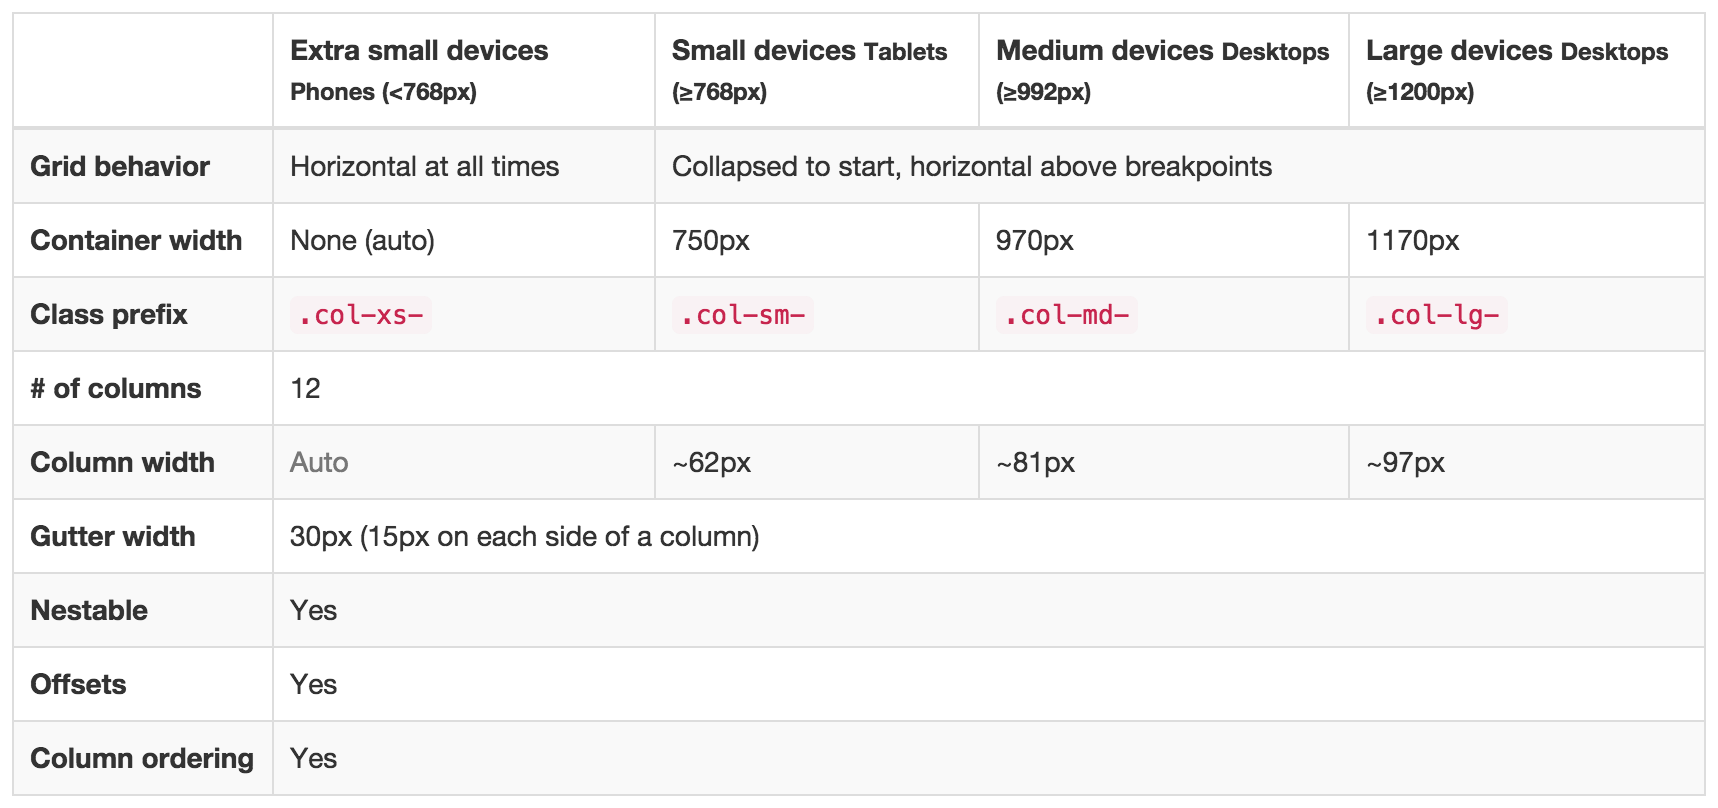 Extra small devices Small devices Tablets Medium devices Desktops Large devices Desktops
Phones (<768px) (≥768px) (≥992px) (≥1200px)
Grid behavior Horizontal at all times Collapsed to start, horizontal above breakpoints
Container width None (auto) 750px 970px 1170px
Class prefix .col-xs- .col-sm- .col-md- .col-lg-
# of columns 12
Column width Auto ~62px ~81px ~97px
Gutter width 30px (15px on each side of a column)
Nestable Yes
Offsets Yes
Column ordering Yes